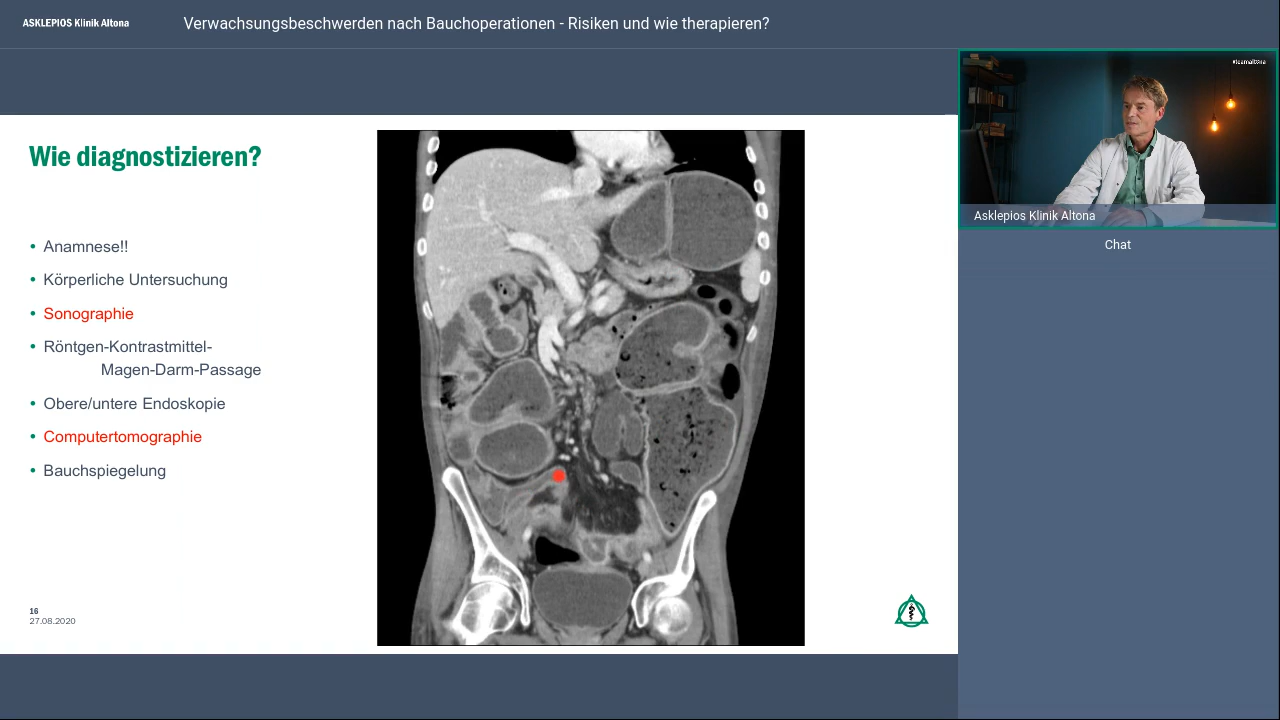 ASKLEPIOS Klinik Altona
Verwachsungsbeschwerden nach Bauchoperationen - Risiken und wie therapieren?
#teamaltona
Asklepios Klinik Altona
Chat
Wie diagnostizieren?
• Anamnese!!
• Körperliche Untersuchung
• Sonographie
• Röntgen-Kontrastmittel-
Magen-Darm-Passage
• Obere/untere Endoskopie
• Computertomographie
• Bauchspiegelung
16
27.08.2020